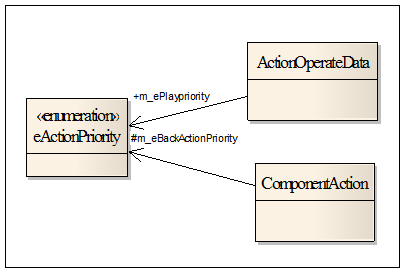 ActionOperateData
+m_ePlaypriority
«enumeration»
eActionPriority
#m_eBackActionPriority
ComponentAction